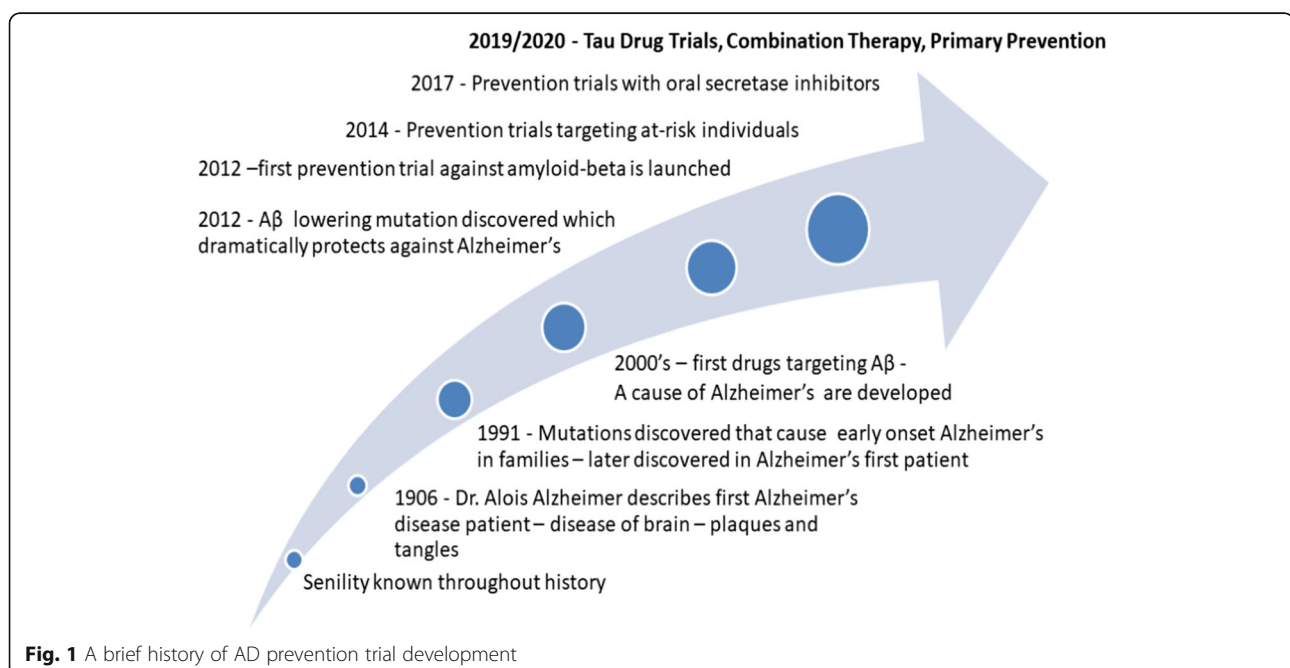 2019/2020 - Tau Drug Trials, Combination Therapy, Primary Prevention
2017 - Prevention trials with oral secretase inhibitors
2014 - Prevention trials targeting at-risk individuals
2012 –first prevention trial against amyloid-beta is launched
2012 - Aβ lowering mutation discovered which
dramatically protects against Alzheimer’s
2000’s – first drugs targeting Aβ -
A cause of Alzheimer’s are developed
1991 - Mutations discovered that cause early onset Alzheimer’s
in families – later discovered in Alzheimer’s first patient
1906 - Dr. Alois Alzheimer describes first Alzheimer’s
disease patient – disease of brain – plaques and
tangles
Senility known throughout history
Fig. 1 A brief history of AD prevention trial development